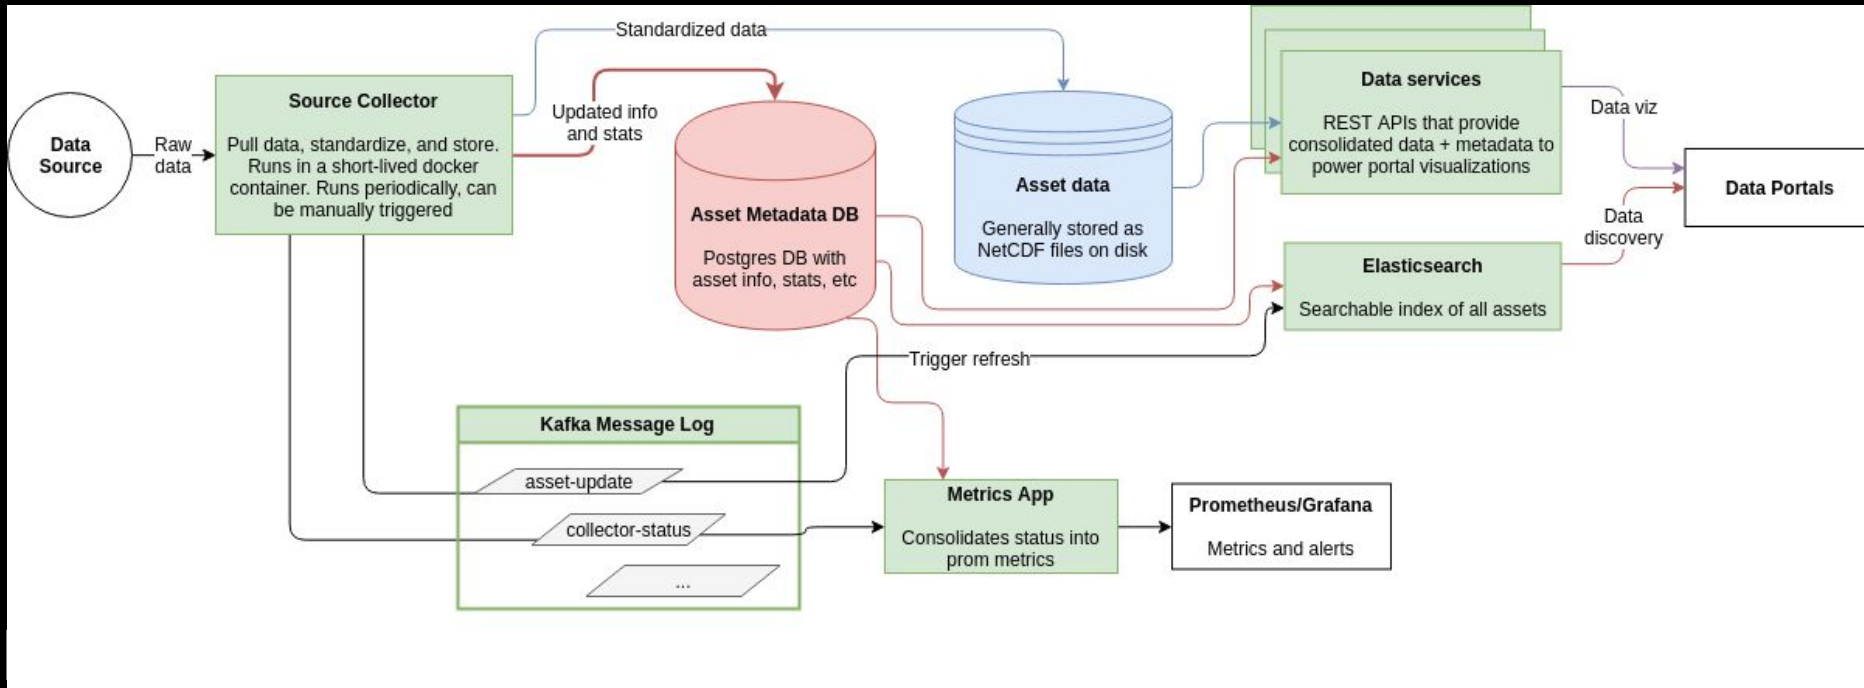 Data
Source
Raw
data
Source Collector
Pull data, standardize, and store.
Runs in a short-lived docker
container. Runs periodically, can
be manually triggered
Standardized data
Updated info
and stats
Asset Metadata DB
Postgres DB with
asset info, stats, etc
Asset data
Generally stored as
NetCDF files on disk
Data services
REST APIs that provide
consolidated data + metadata to
power portal visualizations
Data viz
Data Portals
Data
discovery
Elasticsearch
Searchable index of all assets
Trigger refresh
Kafka Message Log
asset-update
collector-status
...
Metrics App
Consolidates status into
prom metrics
Prometheus/Grafana
Metrics and alerts